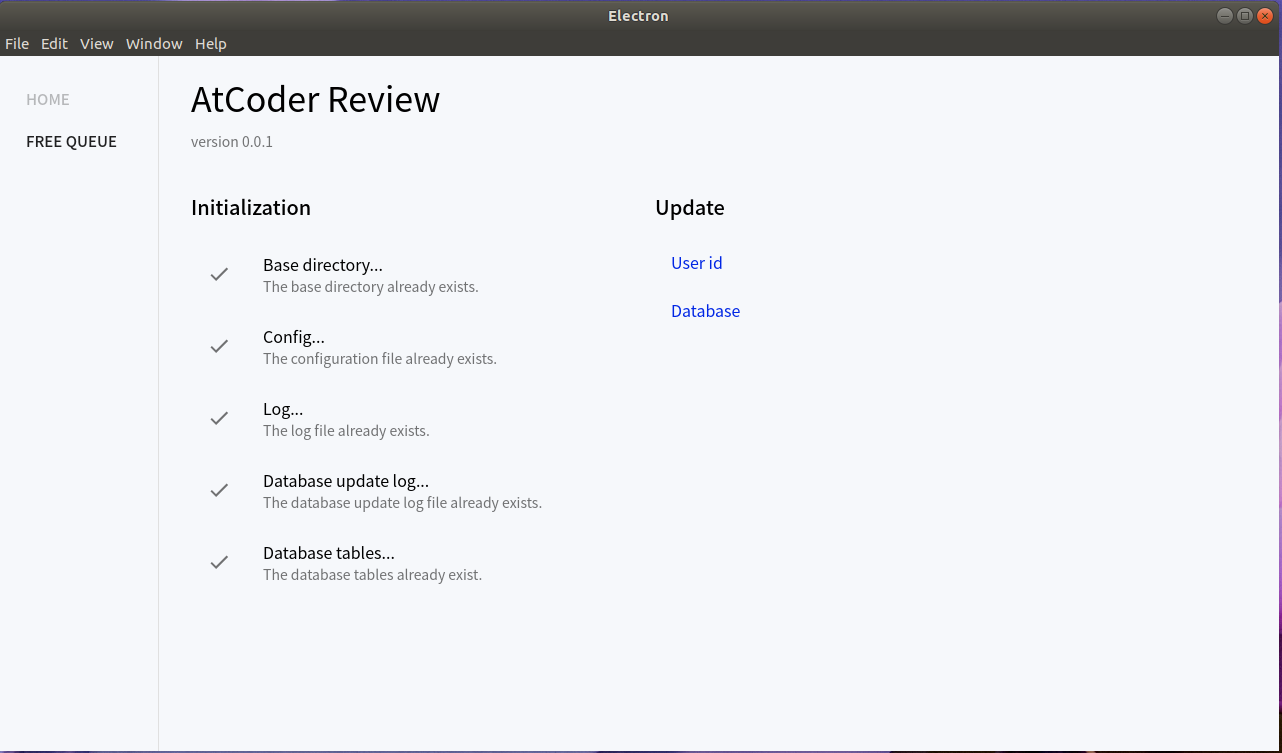 Electron
File Edit View Window Help
HOME
FREE QUEUE
AtCoder Review
version 0.0.1
Initialization
Base directory...
The base directory already exists.
Config...
The configuration file already exists.
Log...
The log file already exists.
Database update log...
The database update log file already exists.
Database tables...
The database tables already exist.
Update
User id
Database